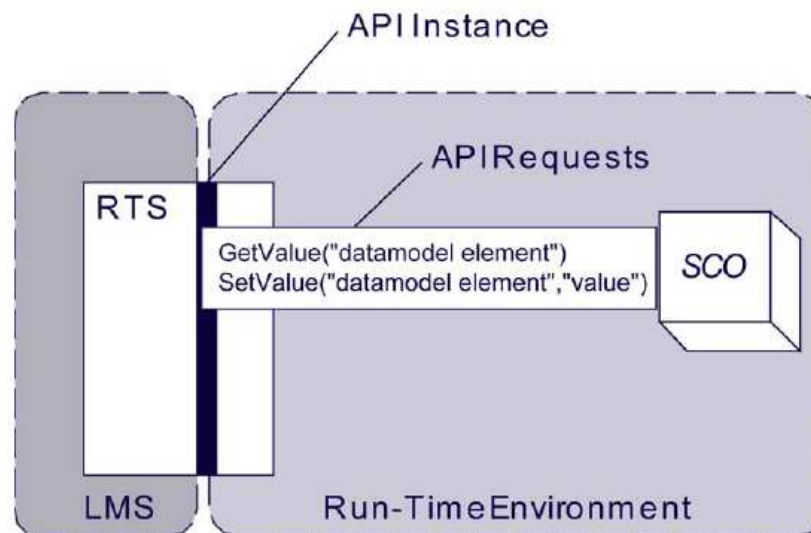 API Instance
API Requests
RTS
GetValue("datamodel element")
SetValue("datamodel element","value")
SCO
LMS
Run-Time Environment